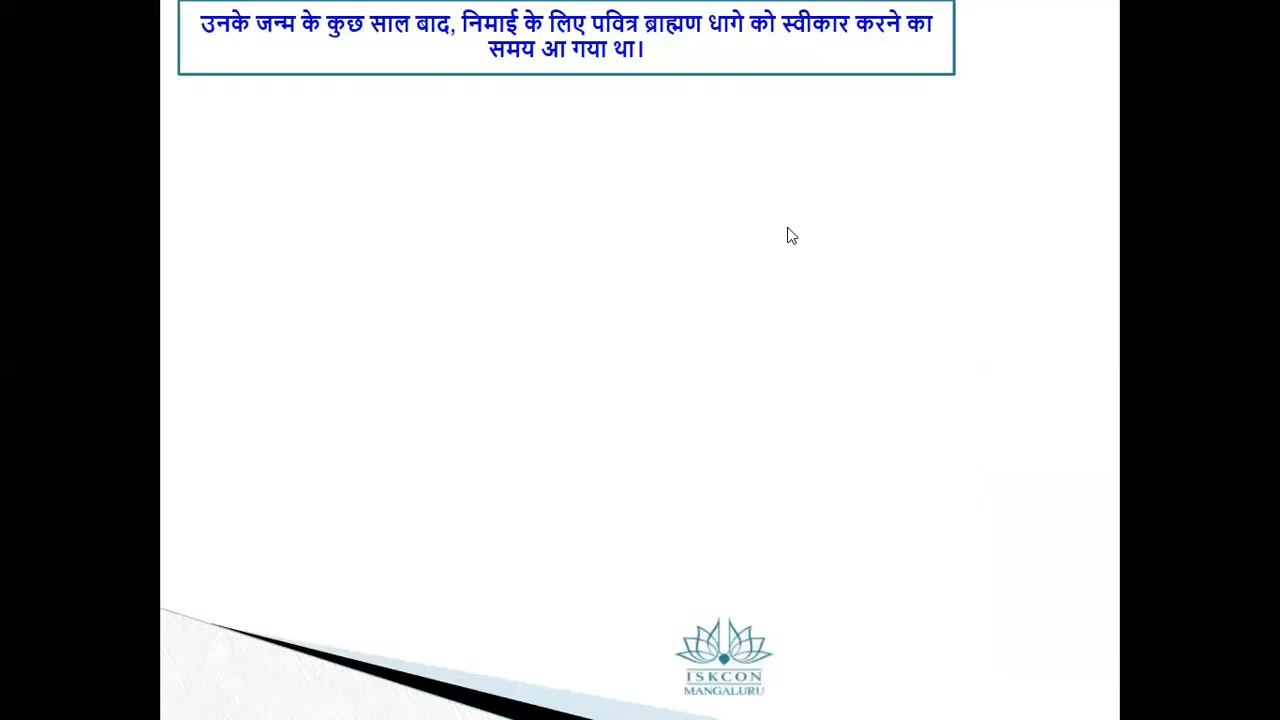 उनके जन्म के कुछ साल बाद, निमाई के लिए पवित्र ब्राह्मण धागे को स्वीकार करने का
समय आ गया था।
ISKCON
MANGALURU